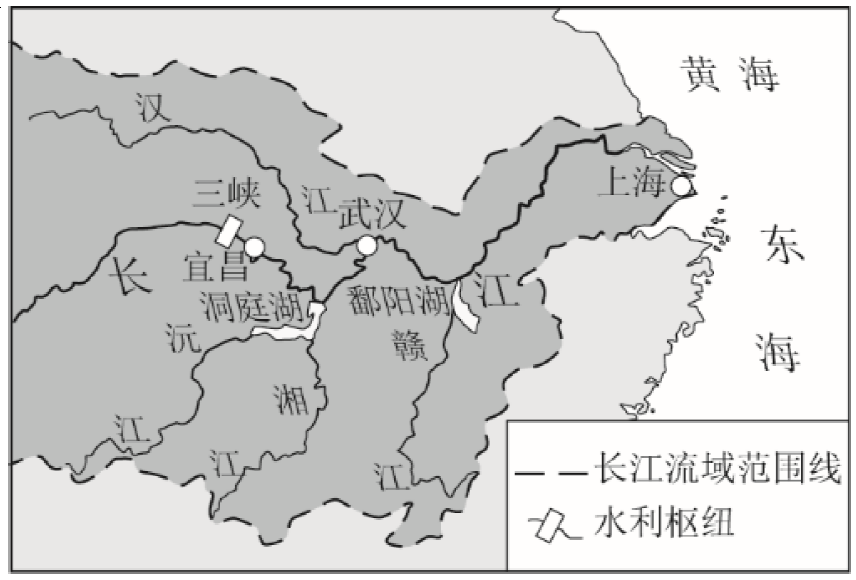 黄海
汉
三峡
江
武汉
上海
东
海
宜昌
长
江
洞庭湖
鄱阳湖
沅
赣
湘
江
江
江
长江流域范围线
水利枢纽